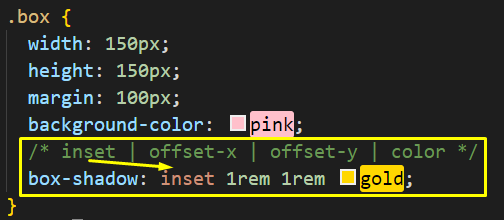 .box {
width: 150px;
height: 150px;
margin: 100px;
background-color: pink;
/* inset | offset-x | offset-y | color */
box-shadow: inset 1rem 1rem gold;
}